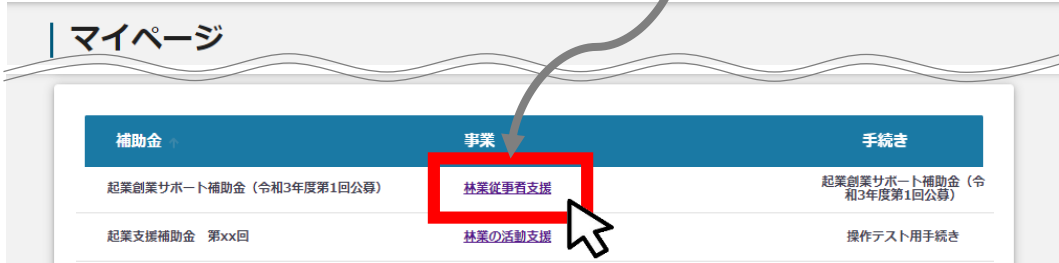 マイページ
補助金 ↑ 事業 手続き
起業創業サポート補助金（令和3年度第1回公募） 林業従事者支援 起業創業サポート補助金（令
和3年度第1回公募）
起業支援補助金 第xx回 林業の活動支援 操作テスト用手続き